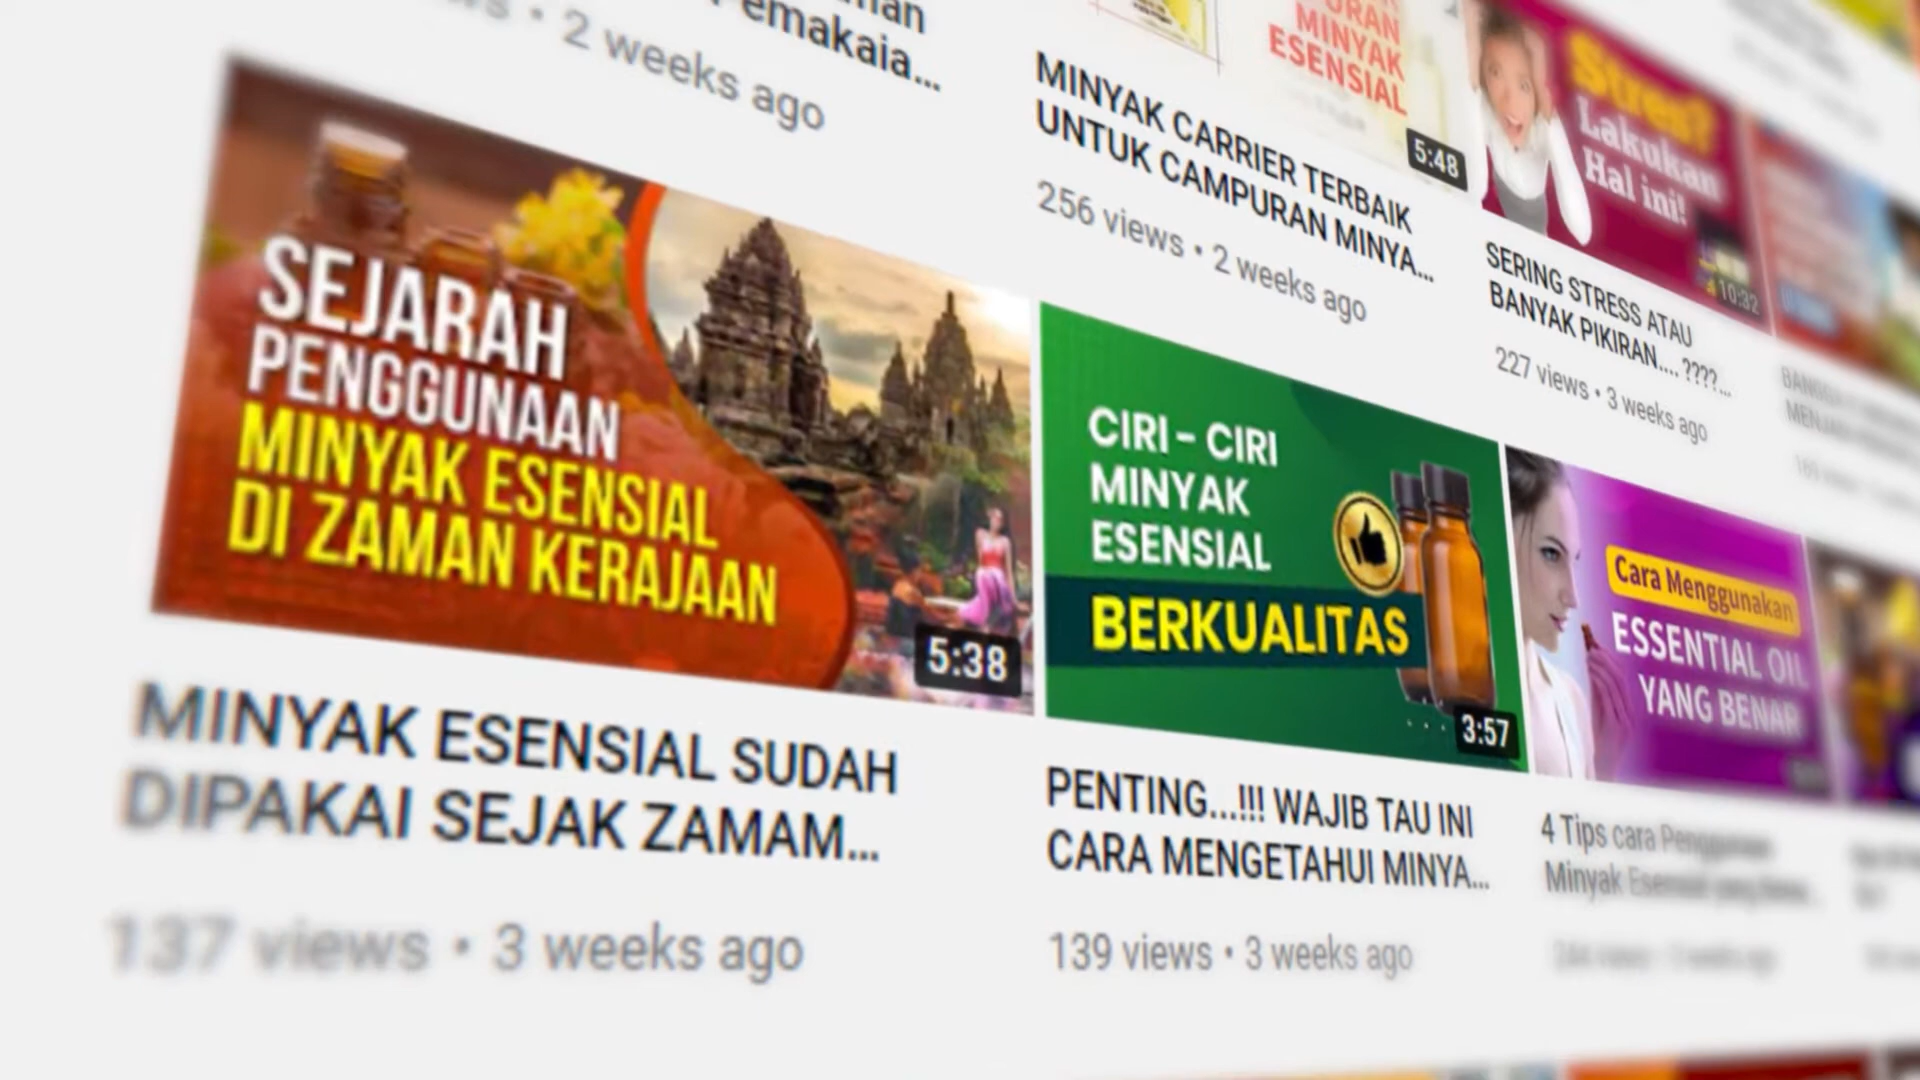 2 weeks ago
SEJARAH
PENGGUNAAN
MINYAK ESENSIAL
DI ZAMAN KERAJAAN
5:38
MINYAK ESENSIAL SUDAH
DIPAKAI SEJAK ZAMAM...
137 views • 3 weeks ago
MINYAK
ESENSIAL
5:48
MINYAK CARRIER TERBAIK
UNTUK CAMPURAN MINYA...
256 views • 2 weeks ago
CIRI - CIRI
MINYAK
ESENSIAL
BERKUALITAS
3:57
PENTING...!!! WAJIB TAU INI
CARA MENGETAHUI MINYA...
139 views • 3 weeks ago
Stres?
Lakukan
Hal ini!
10:32
SERING STRESS ATAU
BANYAK PIKIRAN.... ????...
227 views • 3 weeks ago
Cara Menggunakan
ESSENTIAL OIL
YANG BENAR
4 Tips cara Penggunaan
Minyak Esensial yang